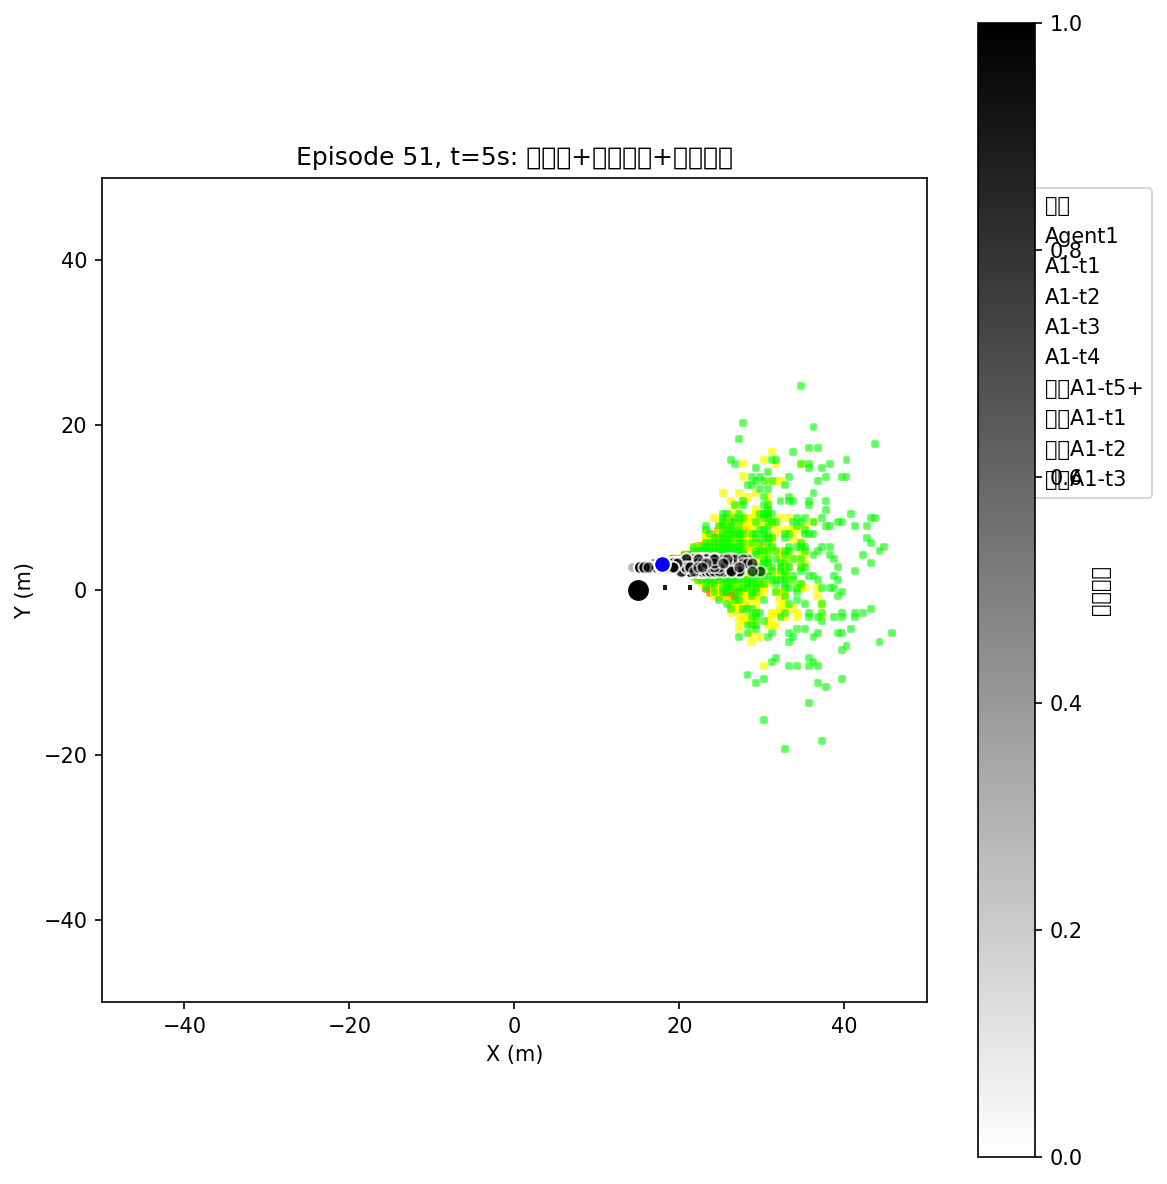 Episode 51, t=5s: □□□+□□□□+□□□□
1.0
0.8
0.6
0.4
0.2
0.0
□□
Agent1
A1-t1
A1-t2
A1-t3
A1-t4
□□A1-t5+
□□A1-t1
□□A1-t2
□□A1-t3
□□□□
40
20
0
−20
−40
Y (m)
−40
−20
0
20
40
X (m)